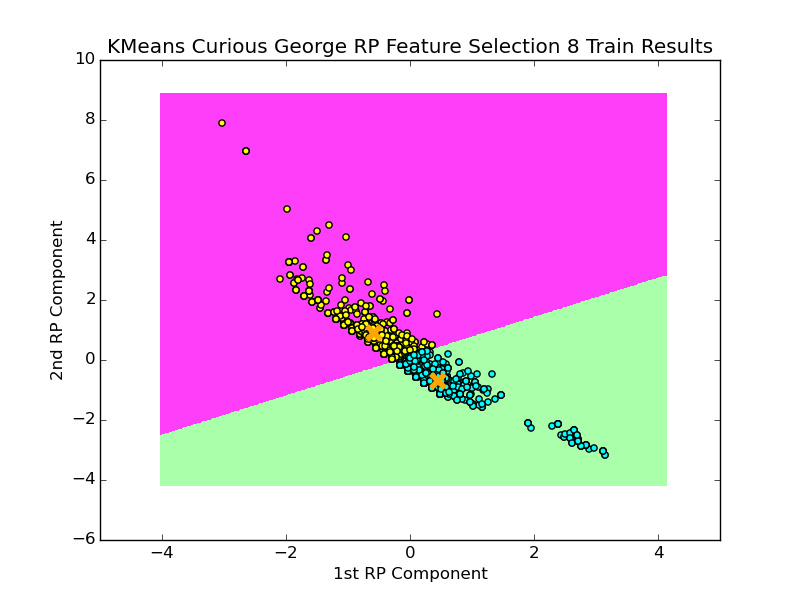 KMeans Curious George RP Feature Selection 8 Train Results
10
8
6
4
2
0
−2
−4
−6
2nd RP Component
−4 −2 0 2 4
1st RP Component